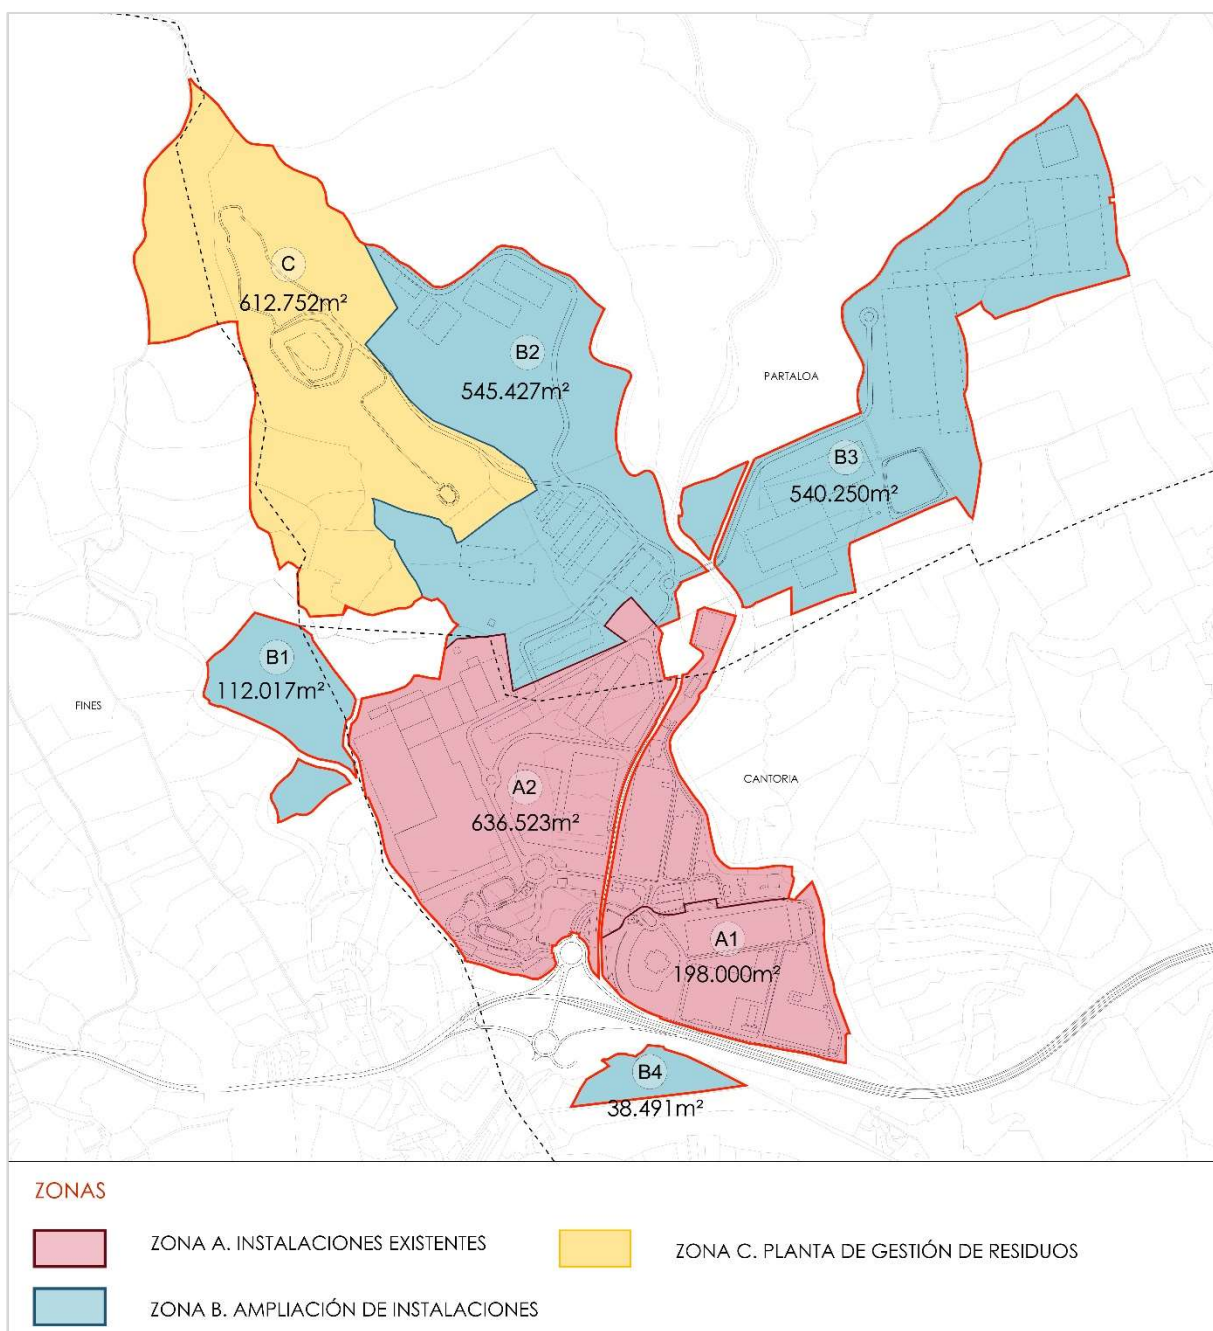 C
612.752m²
B2
545.427m²
PARTALOA
B3
540.250m²
B1
112.017m²
FINES
A2
636.523m²
CANTORIA
A1
198.000m²
B4
38.491m²
ZONAS
ZONA A. INSTALACIONES EXISTENTES
ZONA C. PLANTA DE GESTIÓN DE RESIDUOS
ZONA B. AMPLIACIÓN DE INSTALACIONES